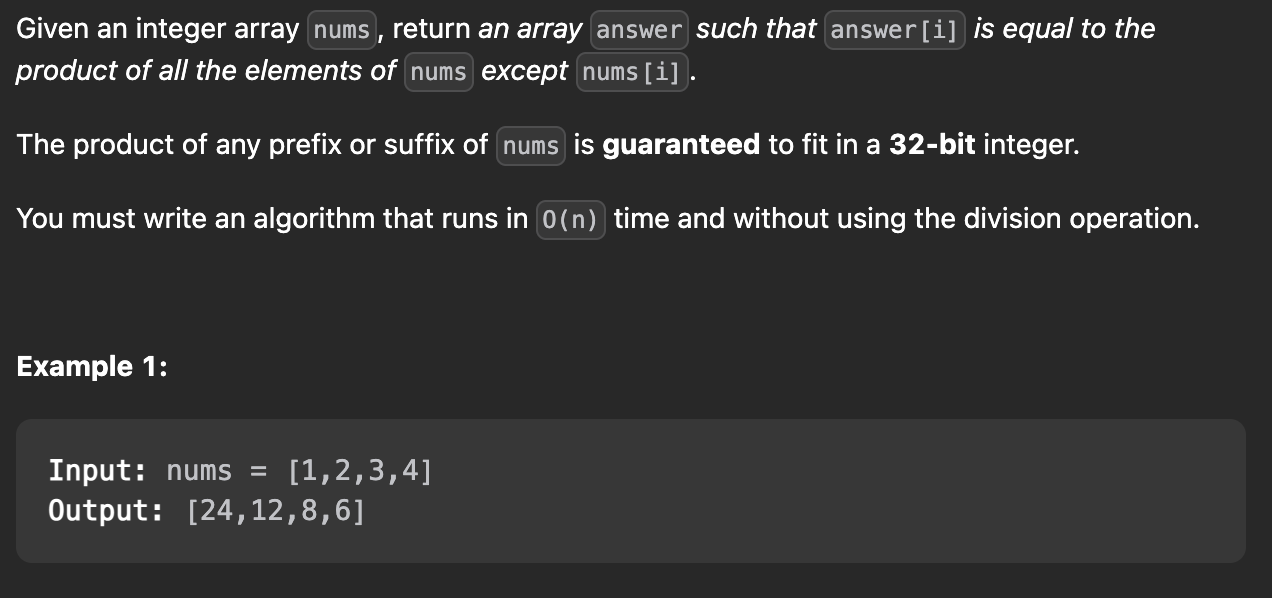 Given an integer array nums, return an array answer such that answer[i] is equal to the
product of all the elements of nums except nums[i].
The product of any prefix or suffix of nums is guaranteed to fit in a 32-bit integer.
You must write an algorithm that runs in O(n) time and without using the division operation.
Example 1:
Input: nums = [1,2,3,4]
Output: [24,12,8,6]